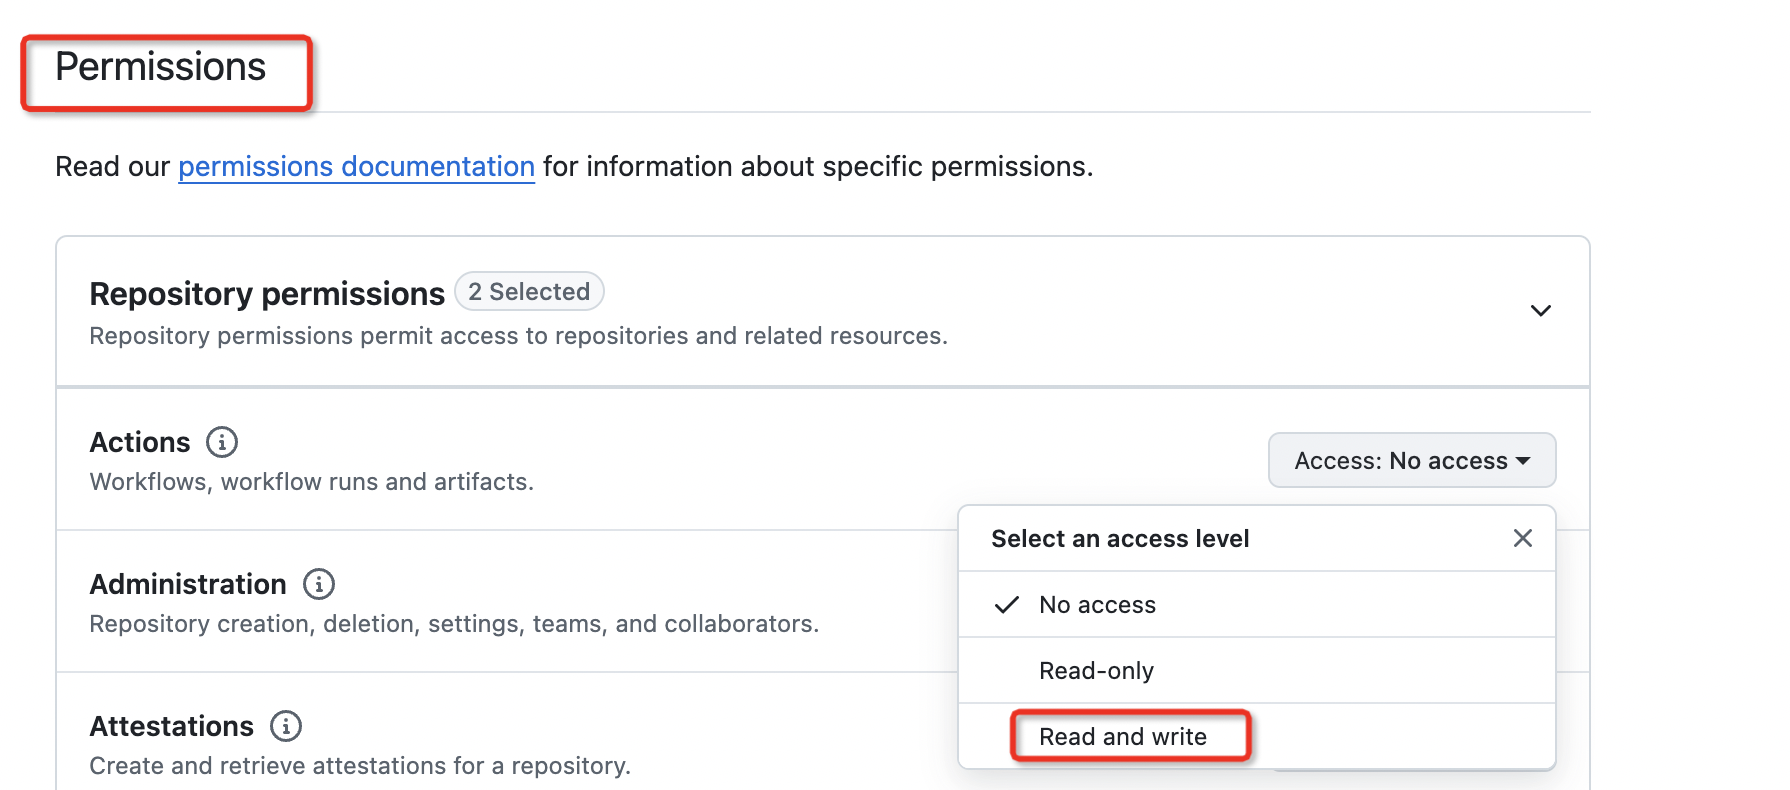 Permissions
Read our permissions documentation for information about specific permissions.
Repository permissions 2 Selected
Repository permissions permit access to repositories and related resources.
Actions
Workflows, workflow runs and artifacts.
Access: No access
Select an access level
No access
Read-only
Read and write
Administration
Repository creation, deletion, settings, teams, and collaborators.
Attestations
Create and retrieve attestations for a repository.